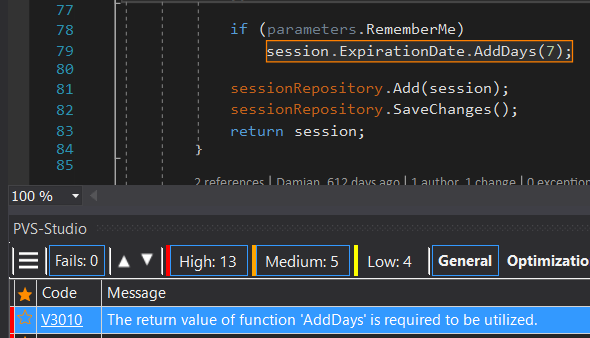 77
78 if (parameters.RememberMe)
79 session.ExpirationDate.AddDays(7);
80
81 sessionRepository.Add(session);
82 sessionRepository.SaveChanges();
83 return session;
84 }
85
2 references | Damian, 612 days ago | 1 author, 1 change | 0 exception
100 %
PVS-Studio
Fails: 0 High: 13 Medium: 5 Low: 4 General Optimizatio
Code Message
V3010 The return value of function 'AddDays' is required to be utilized.